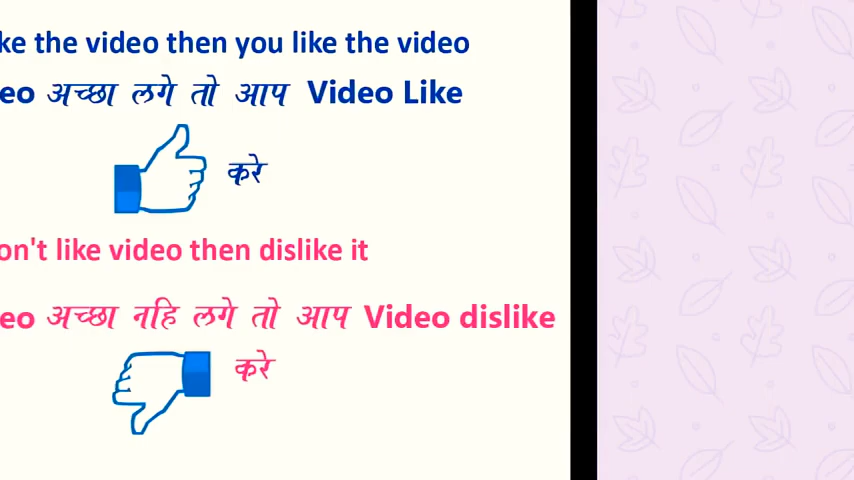 ke the video then you like the video
eo अच्छा लगे तो आप Video Like
करे
on't like video then dislike it
eo अच्छा नहि लगे तो आप Video dislike
करे